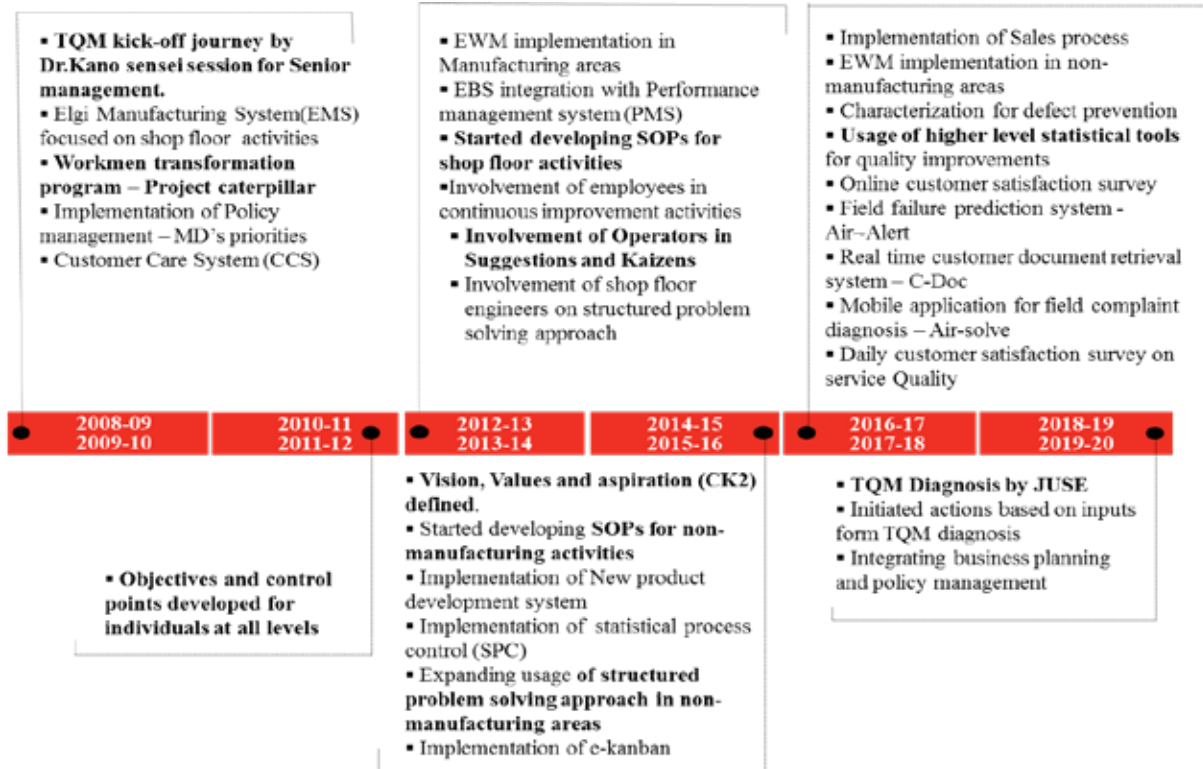 ▪ TQM kick-off journey by
Dr.Kano sensei session for Senior
management.
▪ Elgi Manufacturing System(EMS)
focused on shop floor activities
▪ Workmen transformation
program – Project caterpillar
▪ Implementation of Policy
management – MD's priorities
▪ Customer Care System (CCS)
▪ EWM implementation in
Manufacturing areas
▪ EBS integration with Performance
management system (PMS)
▪ Started developing SOPs for
shop floor activities
▪Involvement of employees in
continuous improvement activities
▪ Involvement of Operators in
Suggestions and Kaizens
▪ Involvement of shop floor
engineers on structured problem
solving approach
▪ Implementation of Sales process
▪ EWM implementation in non-
manufacturing areas
▪ Characterization for defect prevention
▪ Usage of higher level statistical tools
for quality improvements
▪ Online customer satisfaction survey
▪ Field failure prediction system -
Air–Alert
▪ Real time customer document retrieval
system – C-Doc
▪ Mobile application for field complaint
diagnosis – Air-solve
▪ Daily customer satisfaction survey on
service Quality
2008-09
2009-10
2010-11
2011-12
2012-13
2013-14
2014-15
2015-16
2016-17
2017-18
2018-19
2019-20
▪ Objectives and control
points developed for
individuals at all levels
▪ Vision, Values and aspiration (CK2)
defined.
▪ Started developing SOPs for non-
manufacturing activities
▪ Implementation of New product
development system
▪ Implementation of statistical process
control (SPC)
▪ Expanding usage of structured
problem solving approach in non-
manufacturing areas
▪ Implementation of e-kanban
▪ TQM Diagnosis by JUSE
▪ Initiated actions based on inputs
form TQM diagnosis
▪ Integrating business planning
and policy management